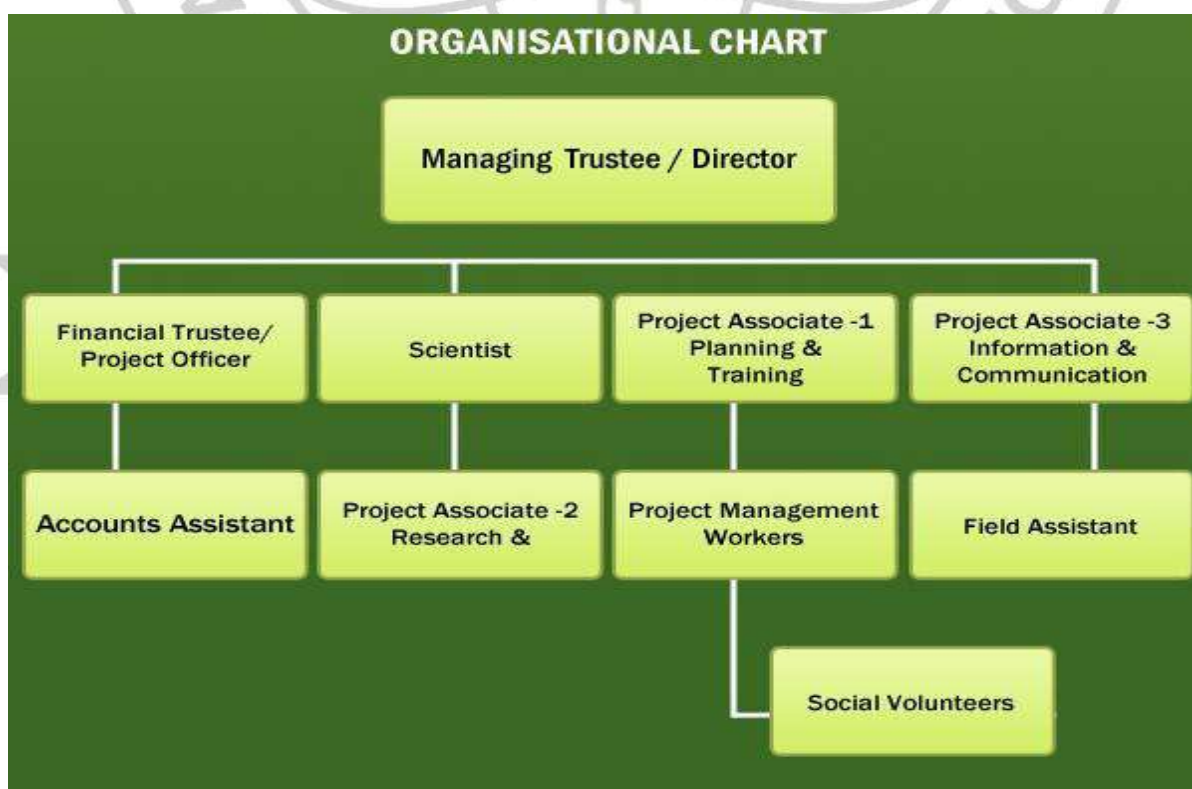 ORGANISATIONAL CHART
Managing Trustee / Director
Financial Trustee/
Project Officer
Scientist
Project Associate -1
Planning &
Training
Project Associate -3
Information &
Communication
Accounts Assistant
Project Associate -2
Research &
Project Management
Workers
Field Assistant
Social Volunteers